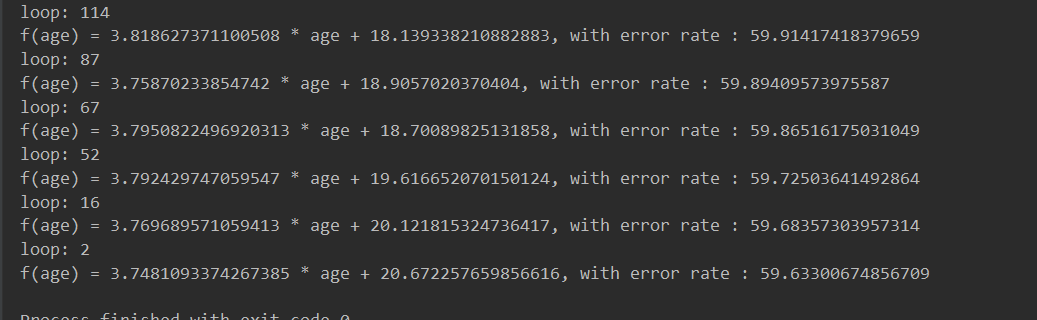 loop: 114
f(age) = 3.818627371100508 * age + 18.139338210882883, with error rate : 59.91417418379659
loop: 87
f(age) = 3.75870233854742 * age + 18.9057020370404, with error rate : 59.89409573975587
loop: 67
f(age) = 3.7950822496920313 * age + 18.70089825131858, with error rate : 59.86516175031049
loop: 52
f(age) = 3.792429747059547 * age + 19.616652070150124, with error rate : 59.72503641492864
loop: 16
f(age) = 3.769689571059413 * age + 20.121815324736417, with error rate : 59.68357303957314
loop: 2
f(age) = 3.7481093374267385 * age + 20.672257659856616, with error rate : 59.63300674856709
Process finished with exit code 0